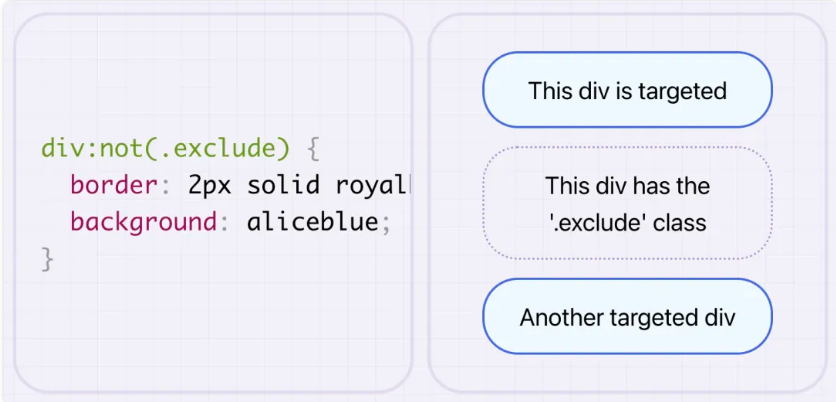 div:not(.exclude) {
  border: 2px solid royal
  background: aliceblue;
}
This div is targeted
This div has the
'.exclude' class
Another targeted div